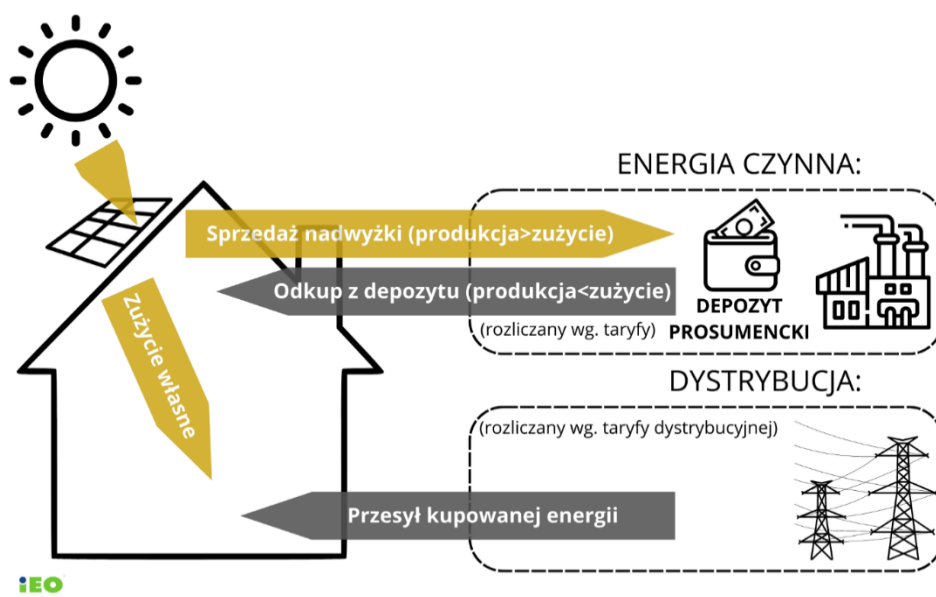 ENERGIA CZYNNA:
Sprzedaż nadwyżki (produkcja>zużycie)
Odkup z depozytu (produkcja<zużycie)
(rozliczany wg. taryfy)
DEPOZYT
PROSUMENCKI
Zużycie własne
DYSTRYBUCJA:
(rozliczany wg. taryfy dystrybucyjnej)
Przesył kupowanej energii
iEO